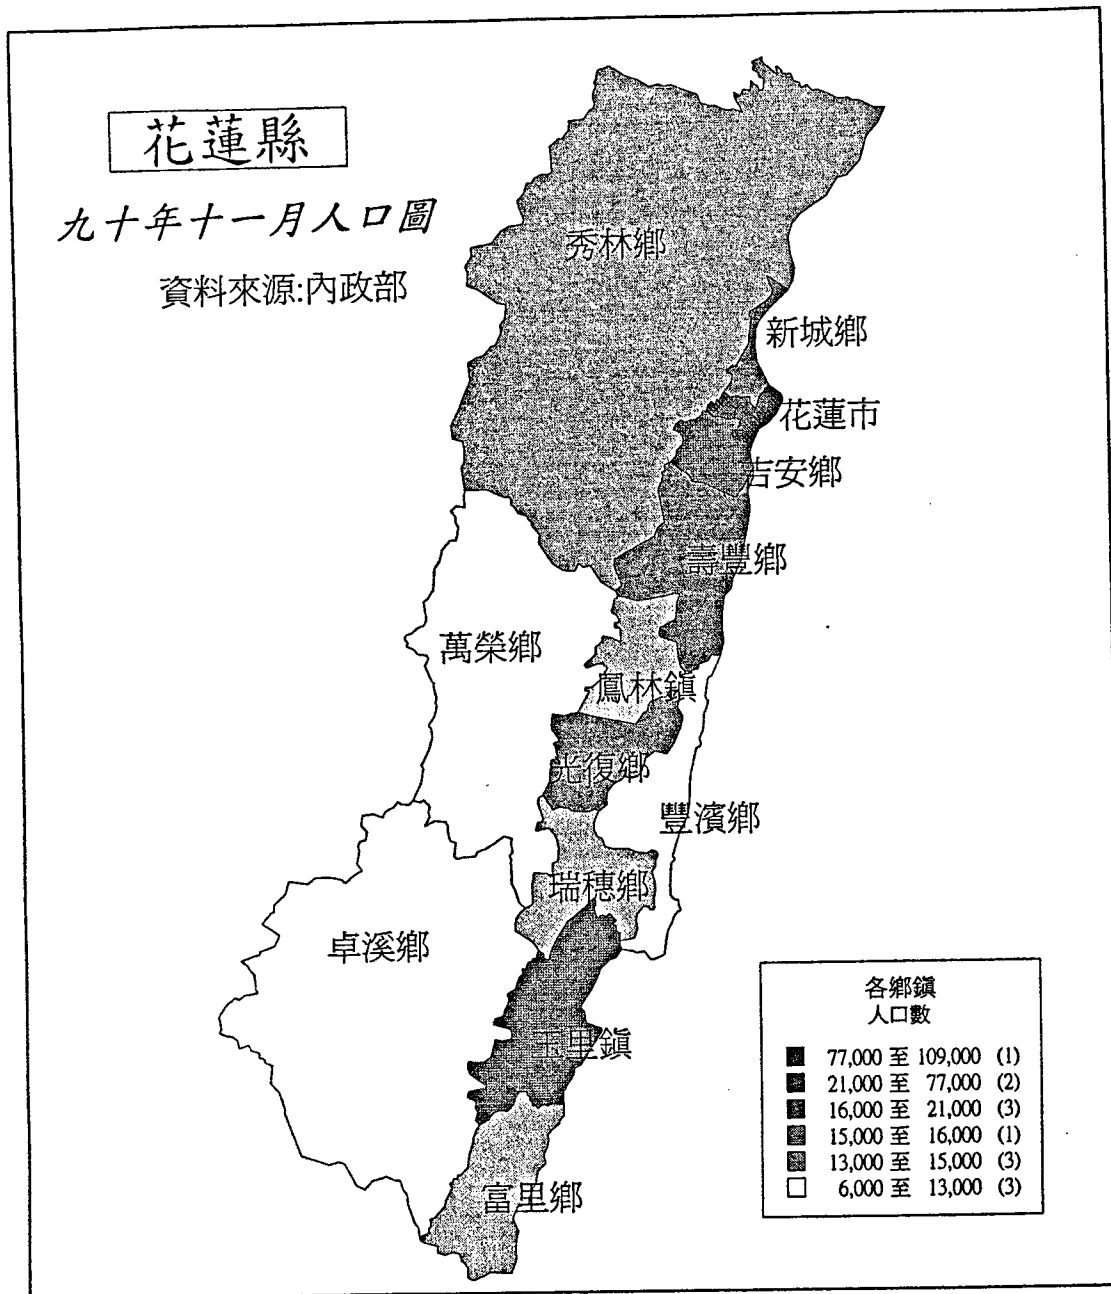 花蓮縣
九十年十一月人口圖
資料來源:內政部
秀林鄉
新城鄉
花蓮市
吉安鄉
壽豐鄉
萬榮鄉
鳳林鎮
光復鄉
豐濱鄉
瑞穗鄉
卓溪鄉
玉里鎮
富里鄉
各鄉鎮
人口數
77,000 至 109,000 (1)
21,000 至 77,000 (2)
16,000 至 21,000 (3)
15,000 至 16,000 (1)
13,000 至 15,000 (3)
6,000 至 13,000 (3)